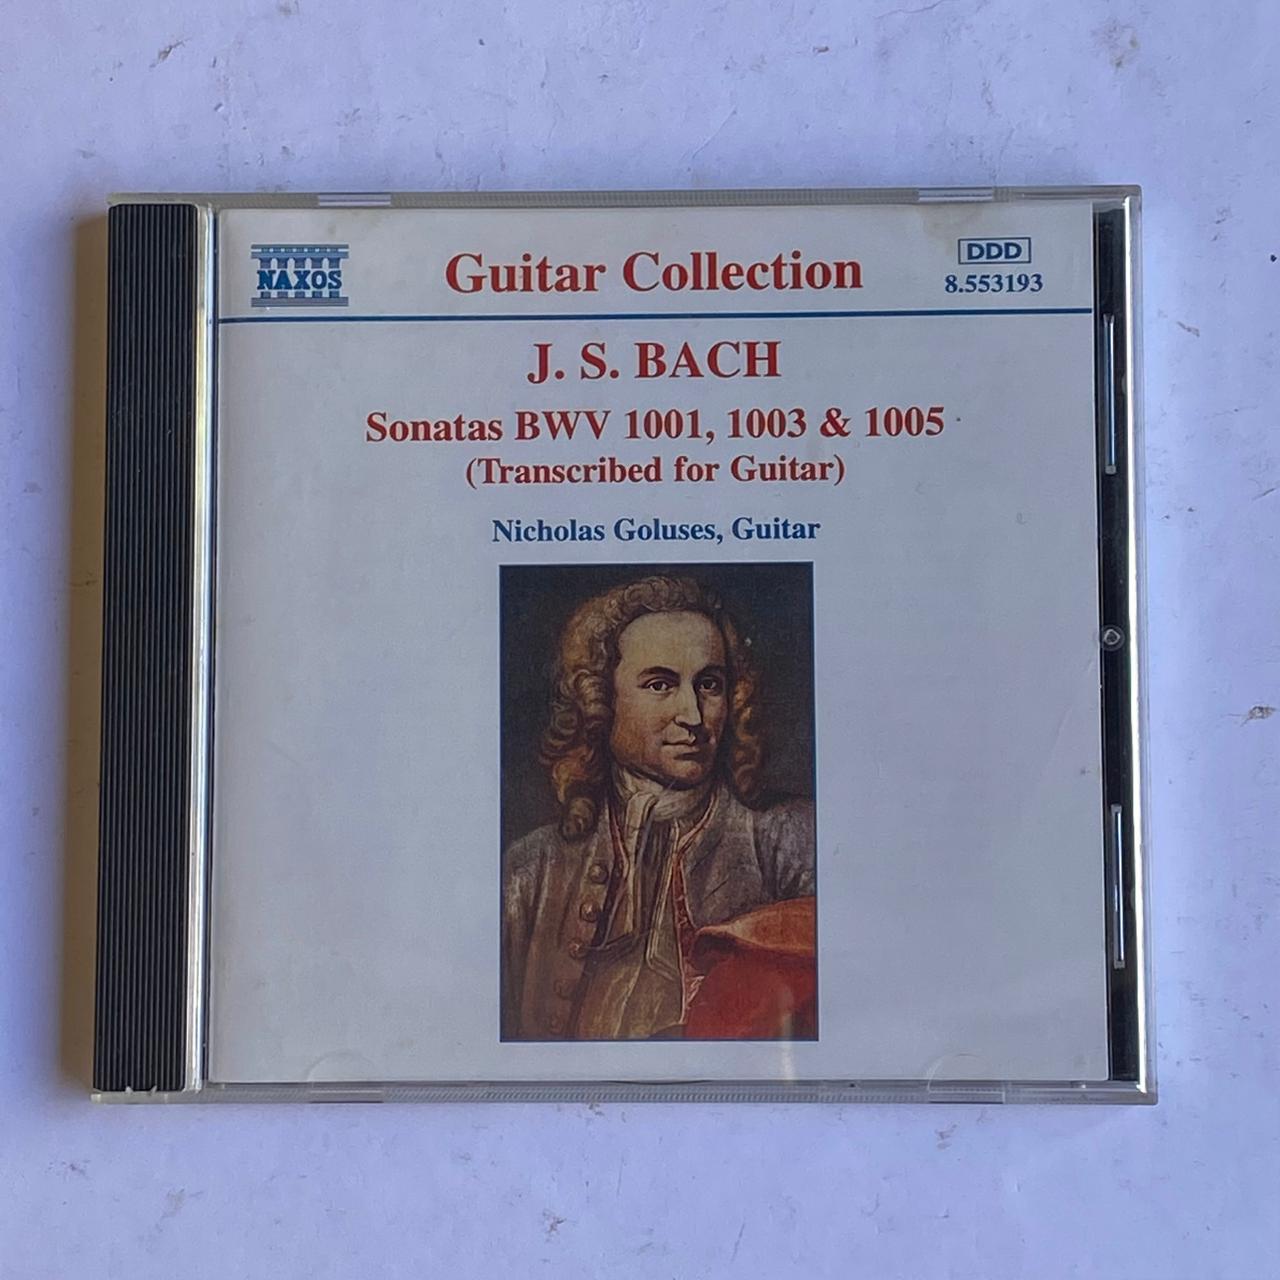 NAXOS
Guitar Collection
DDD
8.553193
J. S. BACH
Sonatas BWV 1001, 1003 & 1005
(Transcribed for Guitar)
Nicholas Goluses, Guitar